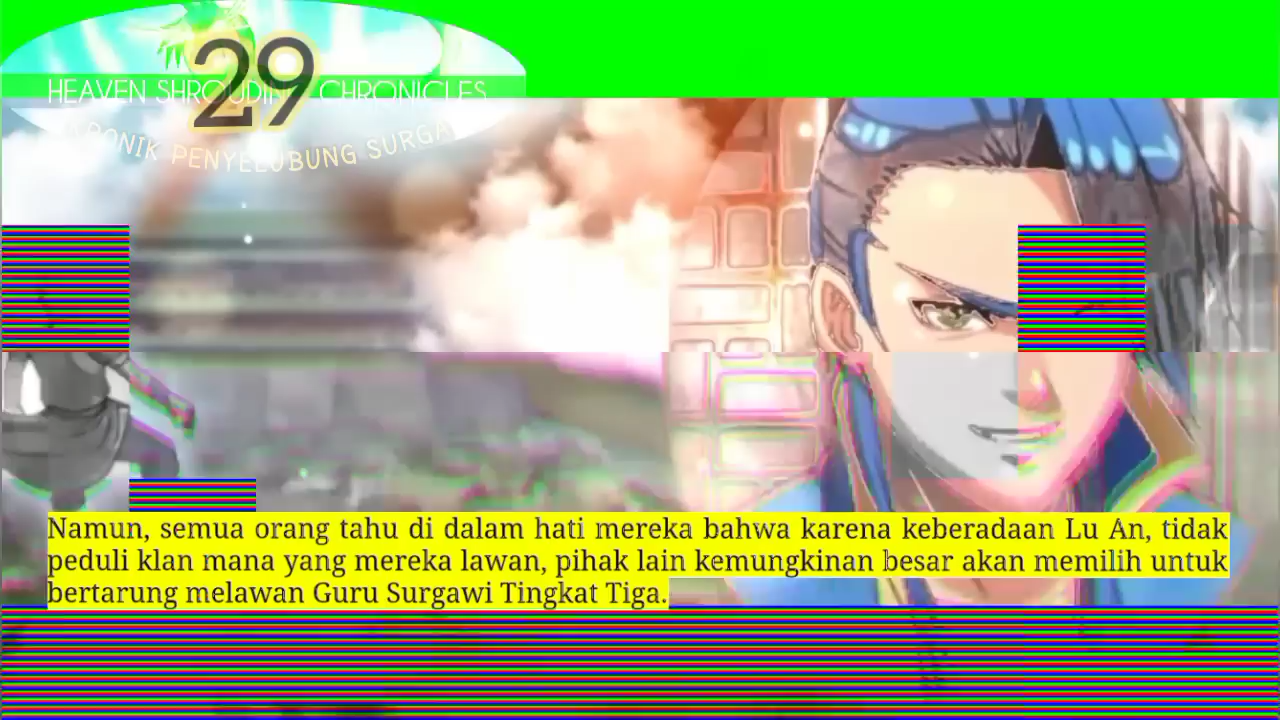 29
HEAVEN SHROUDING CHRONICLES
PENYELUBUNG SURGA
Namun, semua orang tahu di dalam hati mereka bahwa karena keberadaan Lu An, tidak
peduli klan mana yang mereka lawan, pihak lain kemungkinan besar akan memilih untuk
bertarung melawan Guru Surgawi Tingkat Tiga.